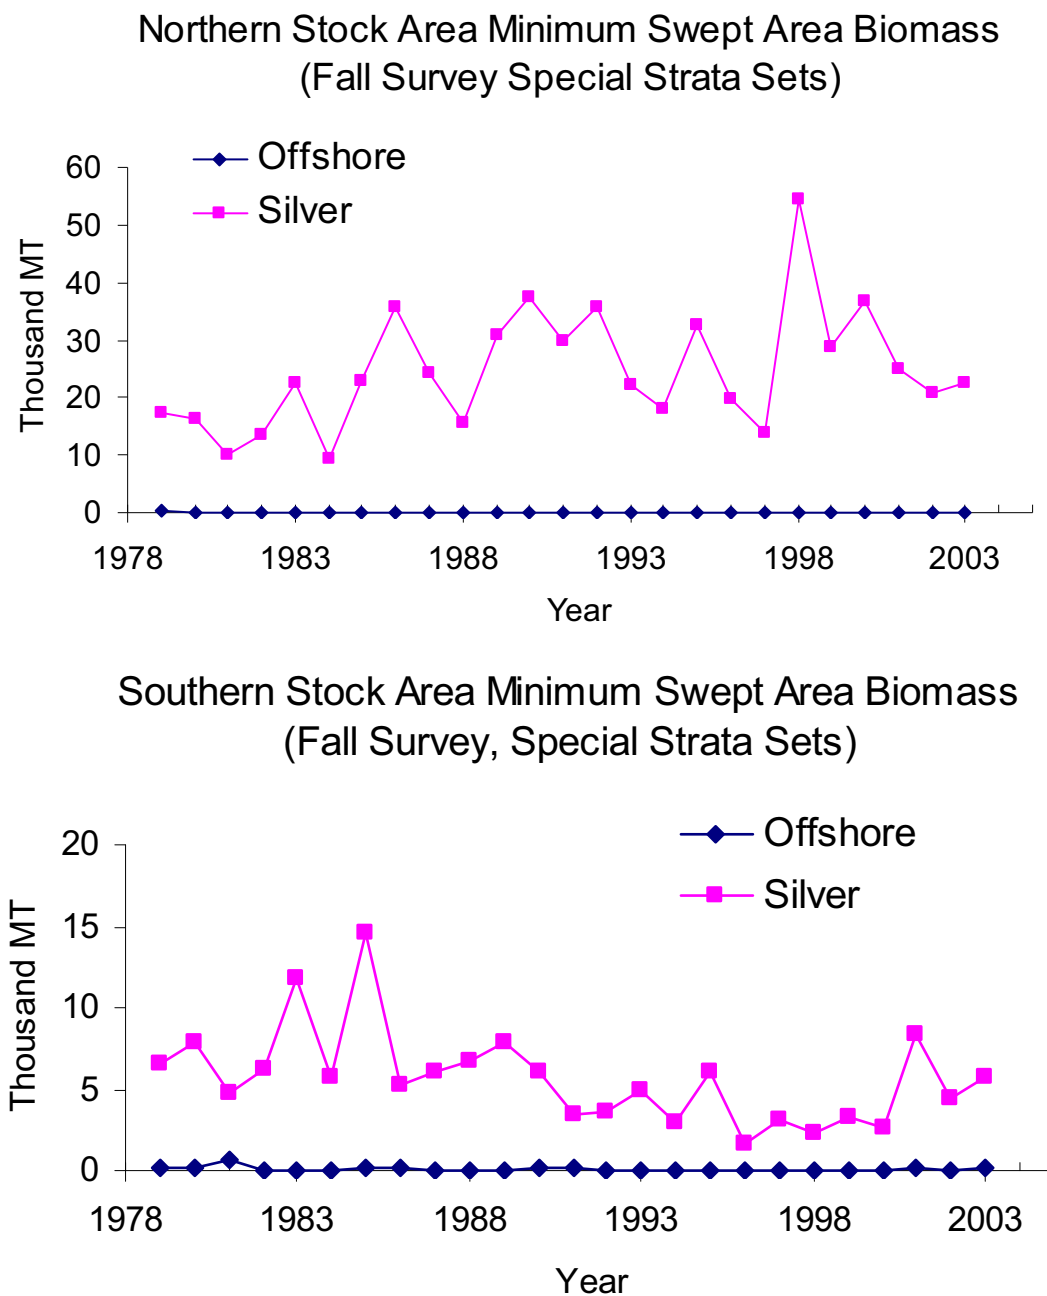 Northern Stock Area Minimum Swept Area Biomass
(Fall Survey Special Strata Sets)
Offshore
Silver
Thousand MT
60
50
40
30
20
10
0
1978 1983 1988 1993 1998 2003
Year
Southern Stock Area Minimum Swept Area Biomass
(Fall Survey, Special Strata Sets)
Offshore
Silver
Thousand MT
20
15
10
5
0
1978 1983 1988 1993 1998 2003
Year